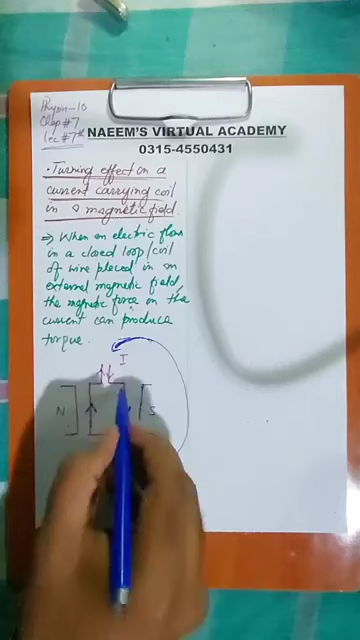 Physics-10
Chap#7
Lec#7
NAEEM'S VIRTUAL ACADEMY
0315-4550431
• Turning effect on a
current carrying coil
in a magnetic field.
⇒ When an electric flows
in a closed loop/coil
of wire placed in an
external magnetic field,
the magnetic force on the
current can produce
torque.
I
N S